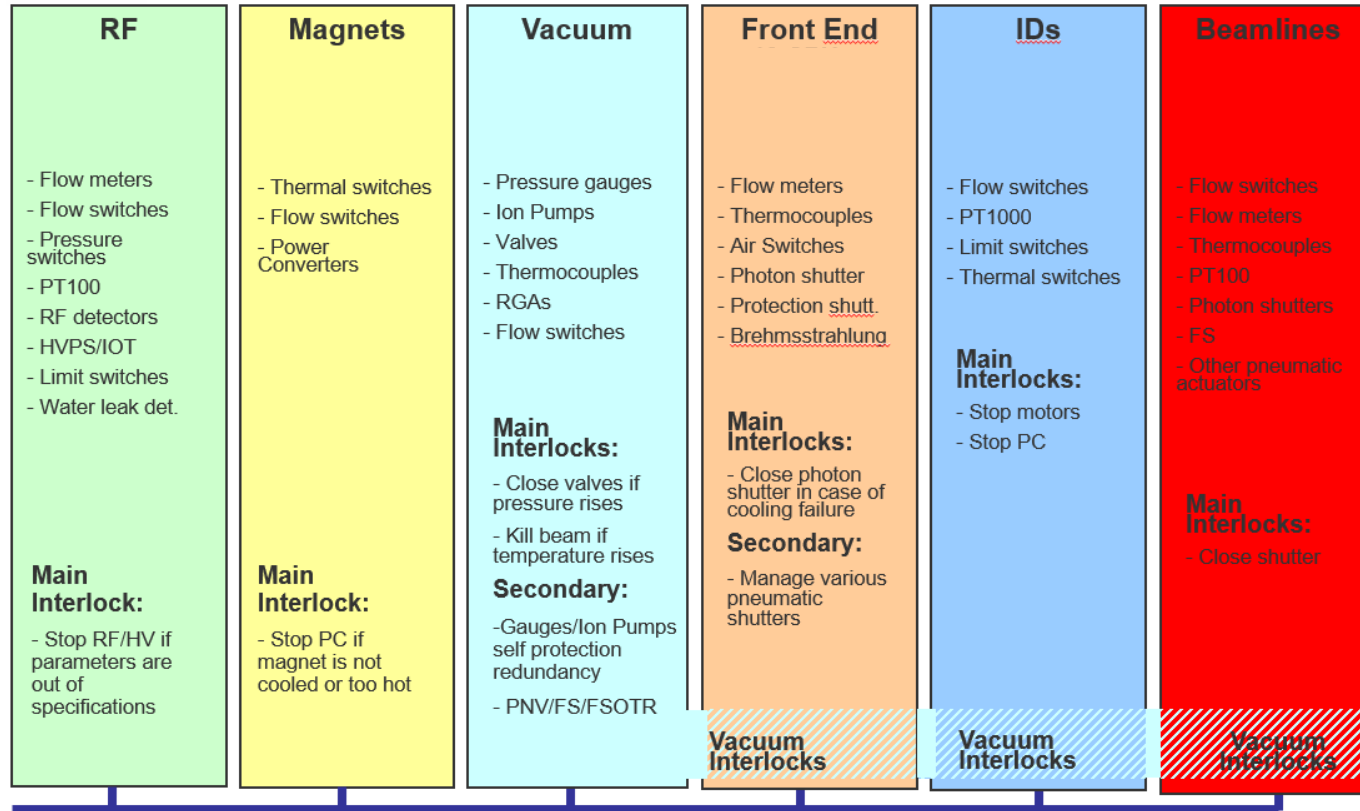 RF
- Flow meters
- Flow switches
- Pressure
switches
- PT100
- RF detectors
- HVPS/IOT
- Limit switches
- Water leak det.
Main
Interlock:
- Stop RF/HV if
parameters are
out of
specifications
Magnets
- Thermal switches
- Flow switches
- Power
Converters
Main
Interlock:
- Stop PC if
magnet is not
cooled or too hot
Vacuum
- Pressure gauges
- Ion Pumps
- Valves
- Thermocouples
- RGAs
- Flow switches
Main
Interlocks:
- Close valves if
pressure rises
- Kill beam if
temperature rises
Secondary:
-Gauges/Ion Pumps
self protection
redundancy
- PNV/FS/FSOTR
Front End
- Flow meters
- Thermocouples
- Air Switches
- Photon shutter
- Protection shutt.
- Brehmsstrahlung
Main
Interlocks:
- Close photon
shutter in case of
cooling failure
Secondary:
- Manage various
pneumatic
shutters
Vacuum
Interlocks
IDs
- Flow switches
- PT1000
- Limit switches
- Thermal switches
Main
Interlocks:
- Stop motors
- Stop PC
Vacuum
Interlocks
Beamlines
- Flow switches
- Flow meters
- Thermocouples
- PT100
- Photon shutters
- FS
- Other pneumatic
actuators
Main
Interlocks:
- Close shutter
Vacuum
Interlocks